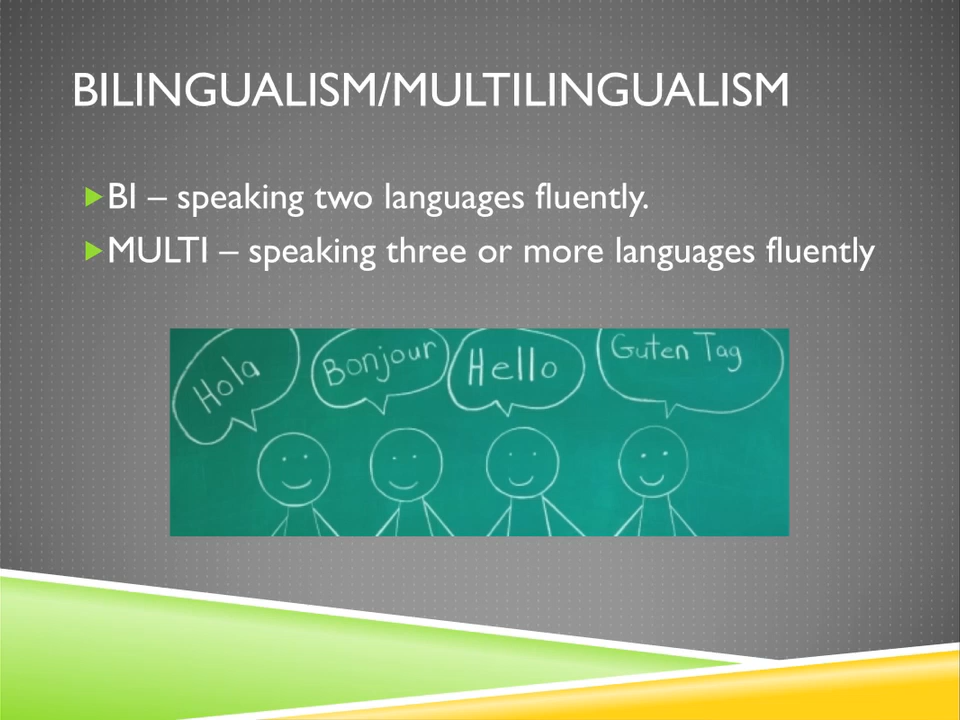 BILINGUALISM/MULTILINGUALISM
BI – speaking two languages fluently.
MULTI – speaking three or more languages fluently
Hola
Bonjour
Hello
Guten Tag